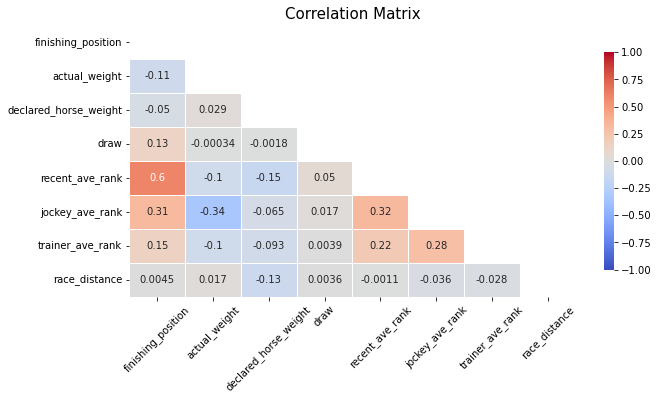 Correlation Matrix
finishing_position
actual_weight -0.11
declared_horse_weight -0.05 0.029
draw 0.13 -0.00034 -0.0018
recent_ave_rank 0.6 -0.1 -0.15 0.05
jockey_ave_rank 0.31 -0.34 -0.065 0.017 0.32
trainer_ave_rank 0.15 -0.1 -0.093 0.0039 0.22 0.28
race_distance 0.0045 0.017 -0.13 0.0036 -0.0011 -0.036 -0.028
finishing_position actual_weight declared_horse_weight draw recent_ave_rank jockey_ave_rank trainer_ave_rank race_distance
1.00
0.75
0.50
0.25
0.00
−0.25
−0.50
−0.75
−1.00